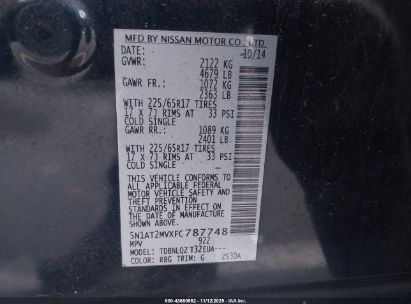 MFD BY NISSAN MOTOR CO., LTD.
DATE: 10/14
GVWR: 2122 KG
4679 LB
GAWR FR.: 1072 KG
2363 LB
WITH 225/65R17 TIRES
17 X 7J RIMS AT 33 PSI
COLD SINGLE
GAWR RR.: 1089 KG
2401 LB
WITH 225/65R17 TIRES
17 X 7J RIMS AT 33 PSI
COLD SINGLE
THIS VEHICLE CONFORMS TO
ALL APPLICABLE FEDERAL
MOTOR VEHICLE SAFETY AND
THEFT PREVENTION
STANDARDS IN EFFECT ON
THE DATE OF MANUFACTURE
SHOWN ABOVE.
5N1AT2MVXFC787748
MPV 922
MODEL: TDBNLQZ T32EUA---
COLOR: RBG TRIM: G 2530A
ID - 43650552 - 11/12/2025 - IAA Inc.